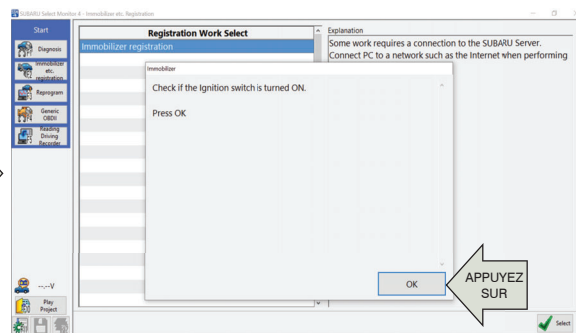 SUBARU Select Monitor 4 - Immobilizer etc. Registration
Start
Diagnosis
Immobilizer
etc.
registration
Reprogram
Generic
OBDII
Reading
Driving
Recorder
--.--V
Play
Project
Registration Work Select
Immobilizer registration
Explanation
Some work requires a connection to the SUBARU Server.
Connect PC to a network such as the Internet when performing
Immobilizer
Check if the Ignition switch is turned ON.
Press OK
OK
APPUYEZ
SUR
Select